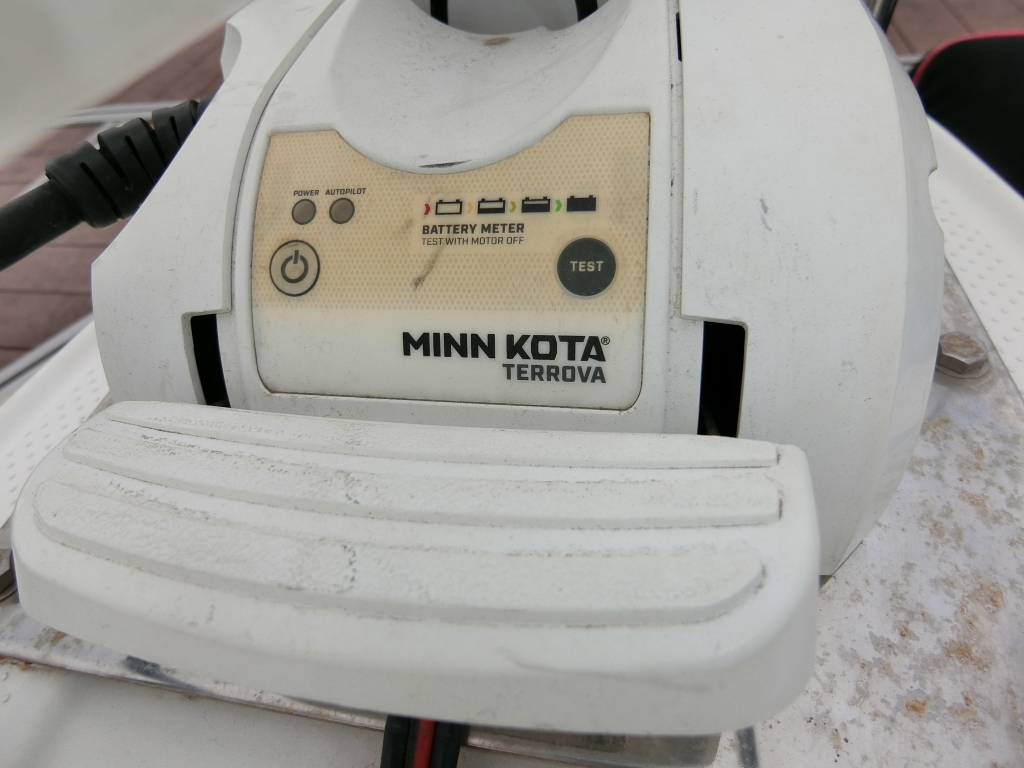 POWER AUTOPILOT
BATTERY METER
TEST WITH MOTOR OFF
TEST
MINN KOTA®
TERROVA